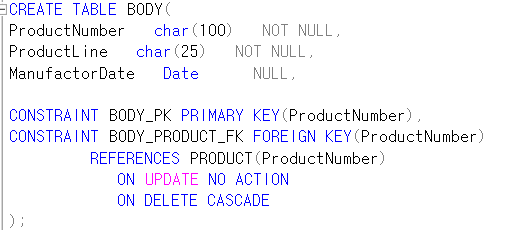 CREATE TABLE BODY(
ProductNumber char(100) NOT NULL,
ProductLine char(25) NOT NULL,
ManufactorDate Date NULL,
CONSTRAINT BODY_PK PRIMARY KEY(ProductNumber),
CONSTRAINT BODY_PRODUCT_FK FOREIGN KEY(ProductNumber)
REFERENCES PRODUCT(ProductNumber)
ON UPDATE NO ACTION
ON DELETE CASCADE
);